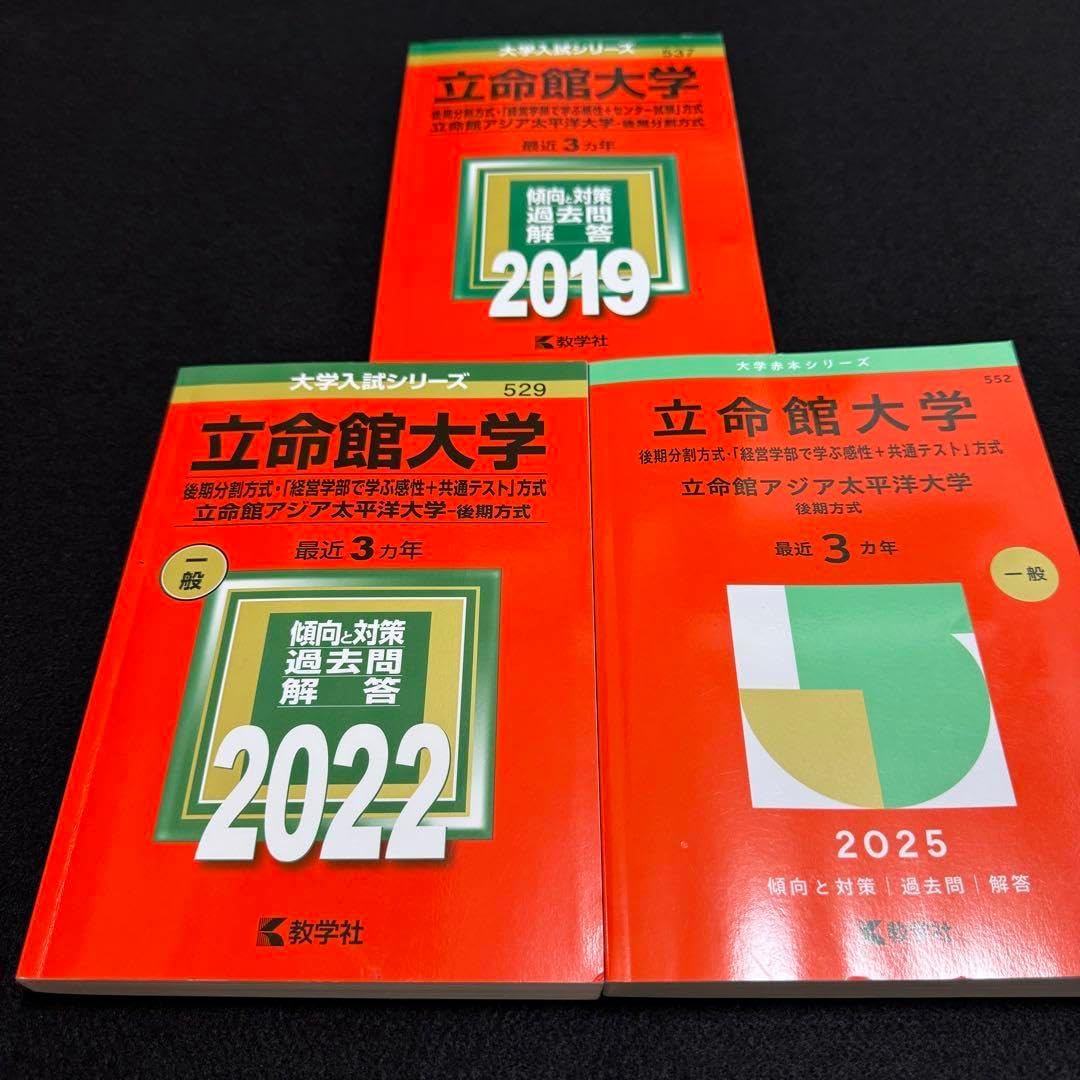 大学入試シリーズ
537
立命館大学
後期分割方式・「経営学部で学ぶ感性＋センター試験」方式
立命館アジア太平洋大学-後期分割方式
最近3カ年
傾向と対策
過去問
解答
2019
教学社
大学入試シリーズ
529
立命館大学
後期分割方式・「経営学部で学ぶ感性＋共通テスト」方式
立命館アジア太平洋大学-後期方式
最近3カ年
一般
傾向と対策
過去問
解答
2022
教学社
大学赤本シリーズ
552
立命館大学
後期分割方式・「経営学部で学ぶ感性＋共通テスト」方式
立命館アジア太平洋大学
後期方式
最近3カ年
一般
2025
傾向と対策｜過去問｜解答
教学社